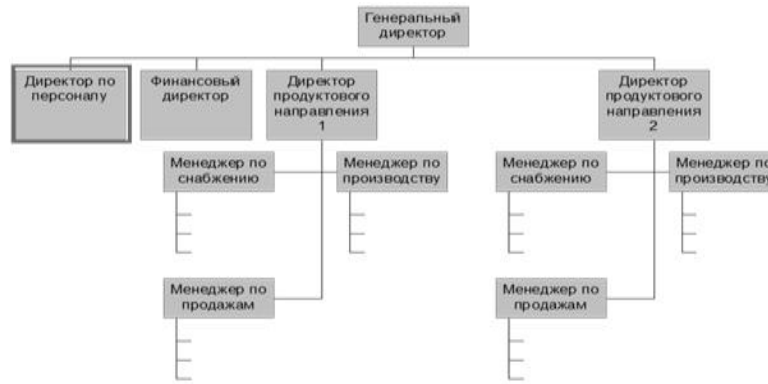 Генеральный
директор
Директор по
персоналу
Финансовый
директор
Директор
продуктового
направления
1
Директор
продуктового
направления
2
Менеджер по
снабжению
Менеджер по
производству
Менеджер по
снабжению
Менеджер по
производству
Менеджер по
продажам
Менеджер по
продажам